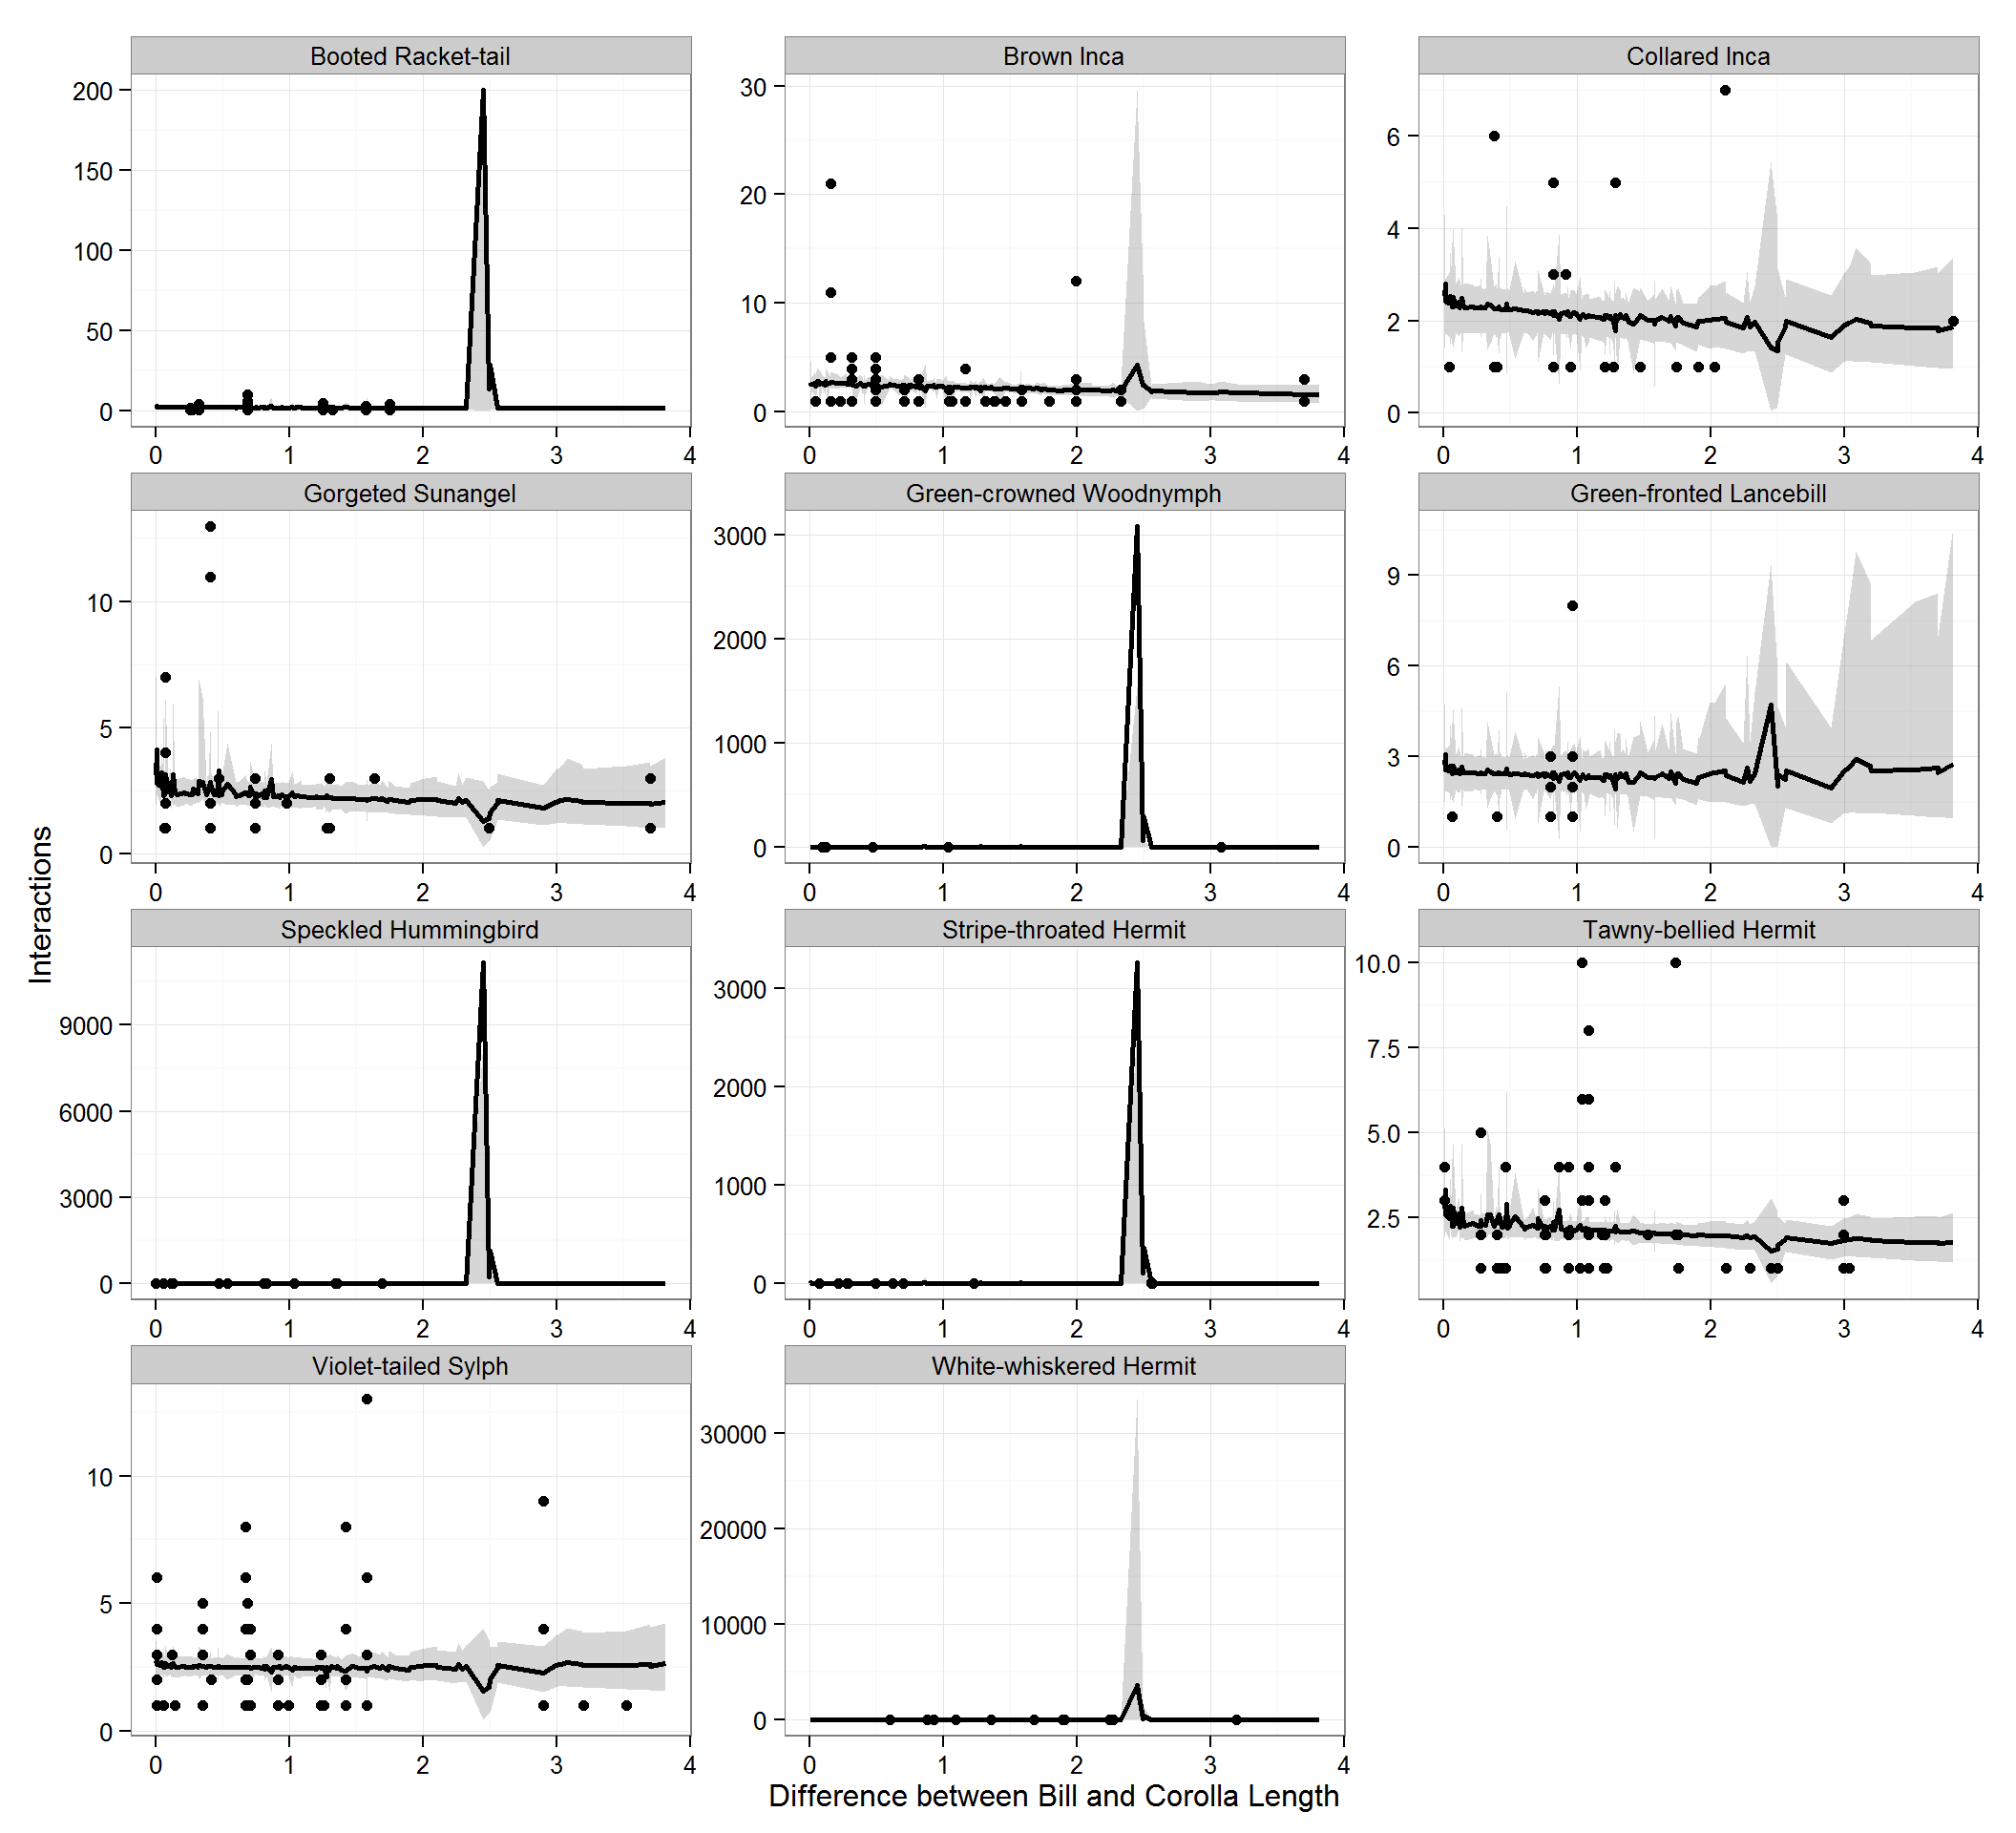 Booted Racket-tail
Brown Inca
Collared Inca
200
150
100
50
0
30
20
10
0
6
4
2
0
0 1 2 3 4
0 1 2 3 4
0 1 2 3 4
Gorgeted Sunangel
Green-crowned Woodnymph
Green-fronted Lancebill
10
5
0
3000
2000
1000
0
9
6
3
0
0 1 2 3 4
0 1 2 3 4
0 1 2 3 4
Interactions
Speckled Hummingbird
Stripe-throated Hermit
Tawny-bellied Hermit
9000
6000
3000
0
3000
2000
1000
0
10.0
7.5
5.0
2.5
0 1 2 3 4
0 1 2 3 4
0 1 2 3 4
Violet-tailed Sylph
White-whiskered Hermit
10
5
0
30000
20000
10000
0
0 1 2 3 4
0 1 2 3 4
Difference between Bill and Corolla Length